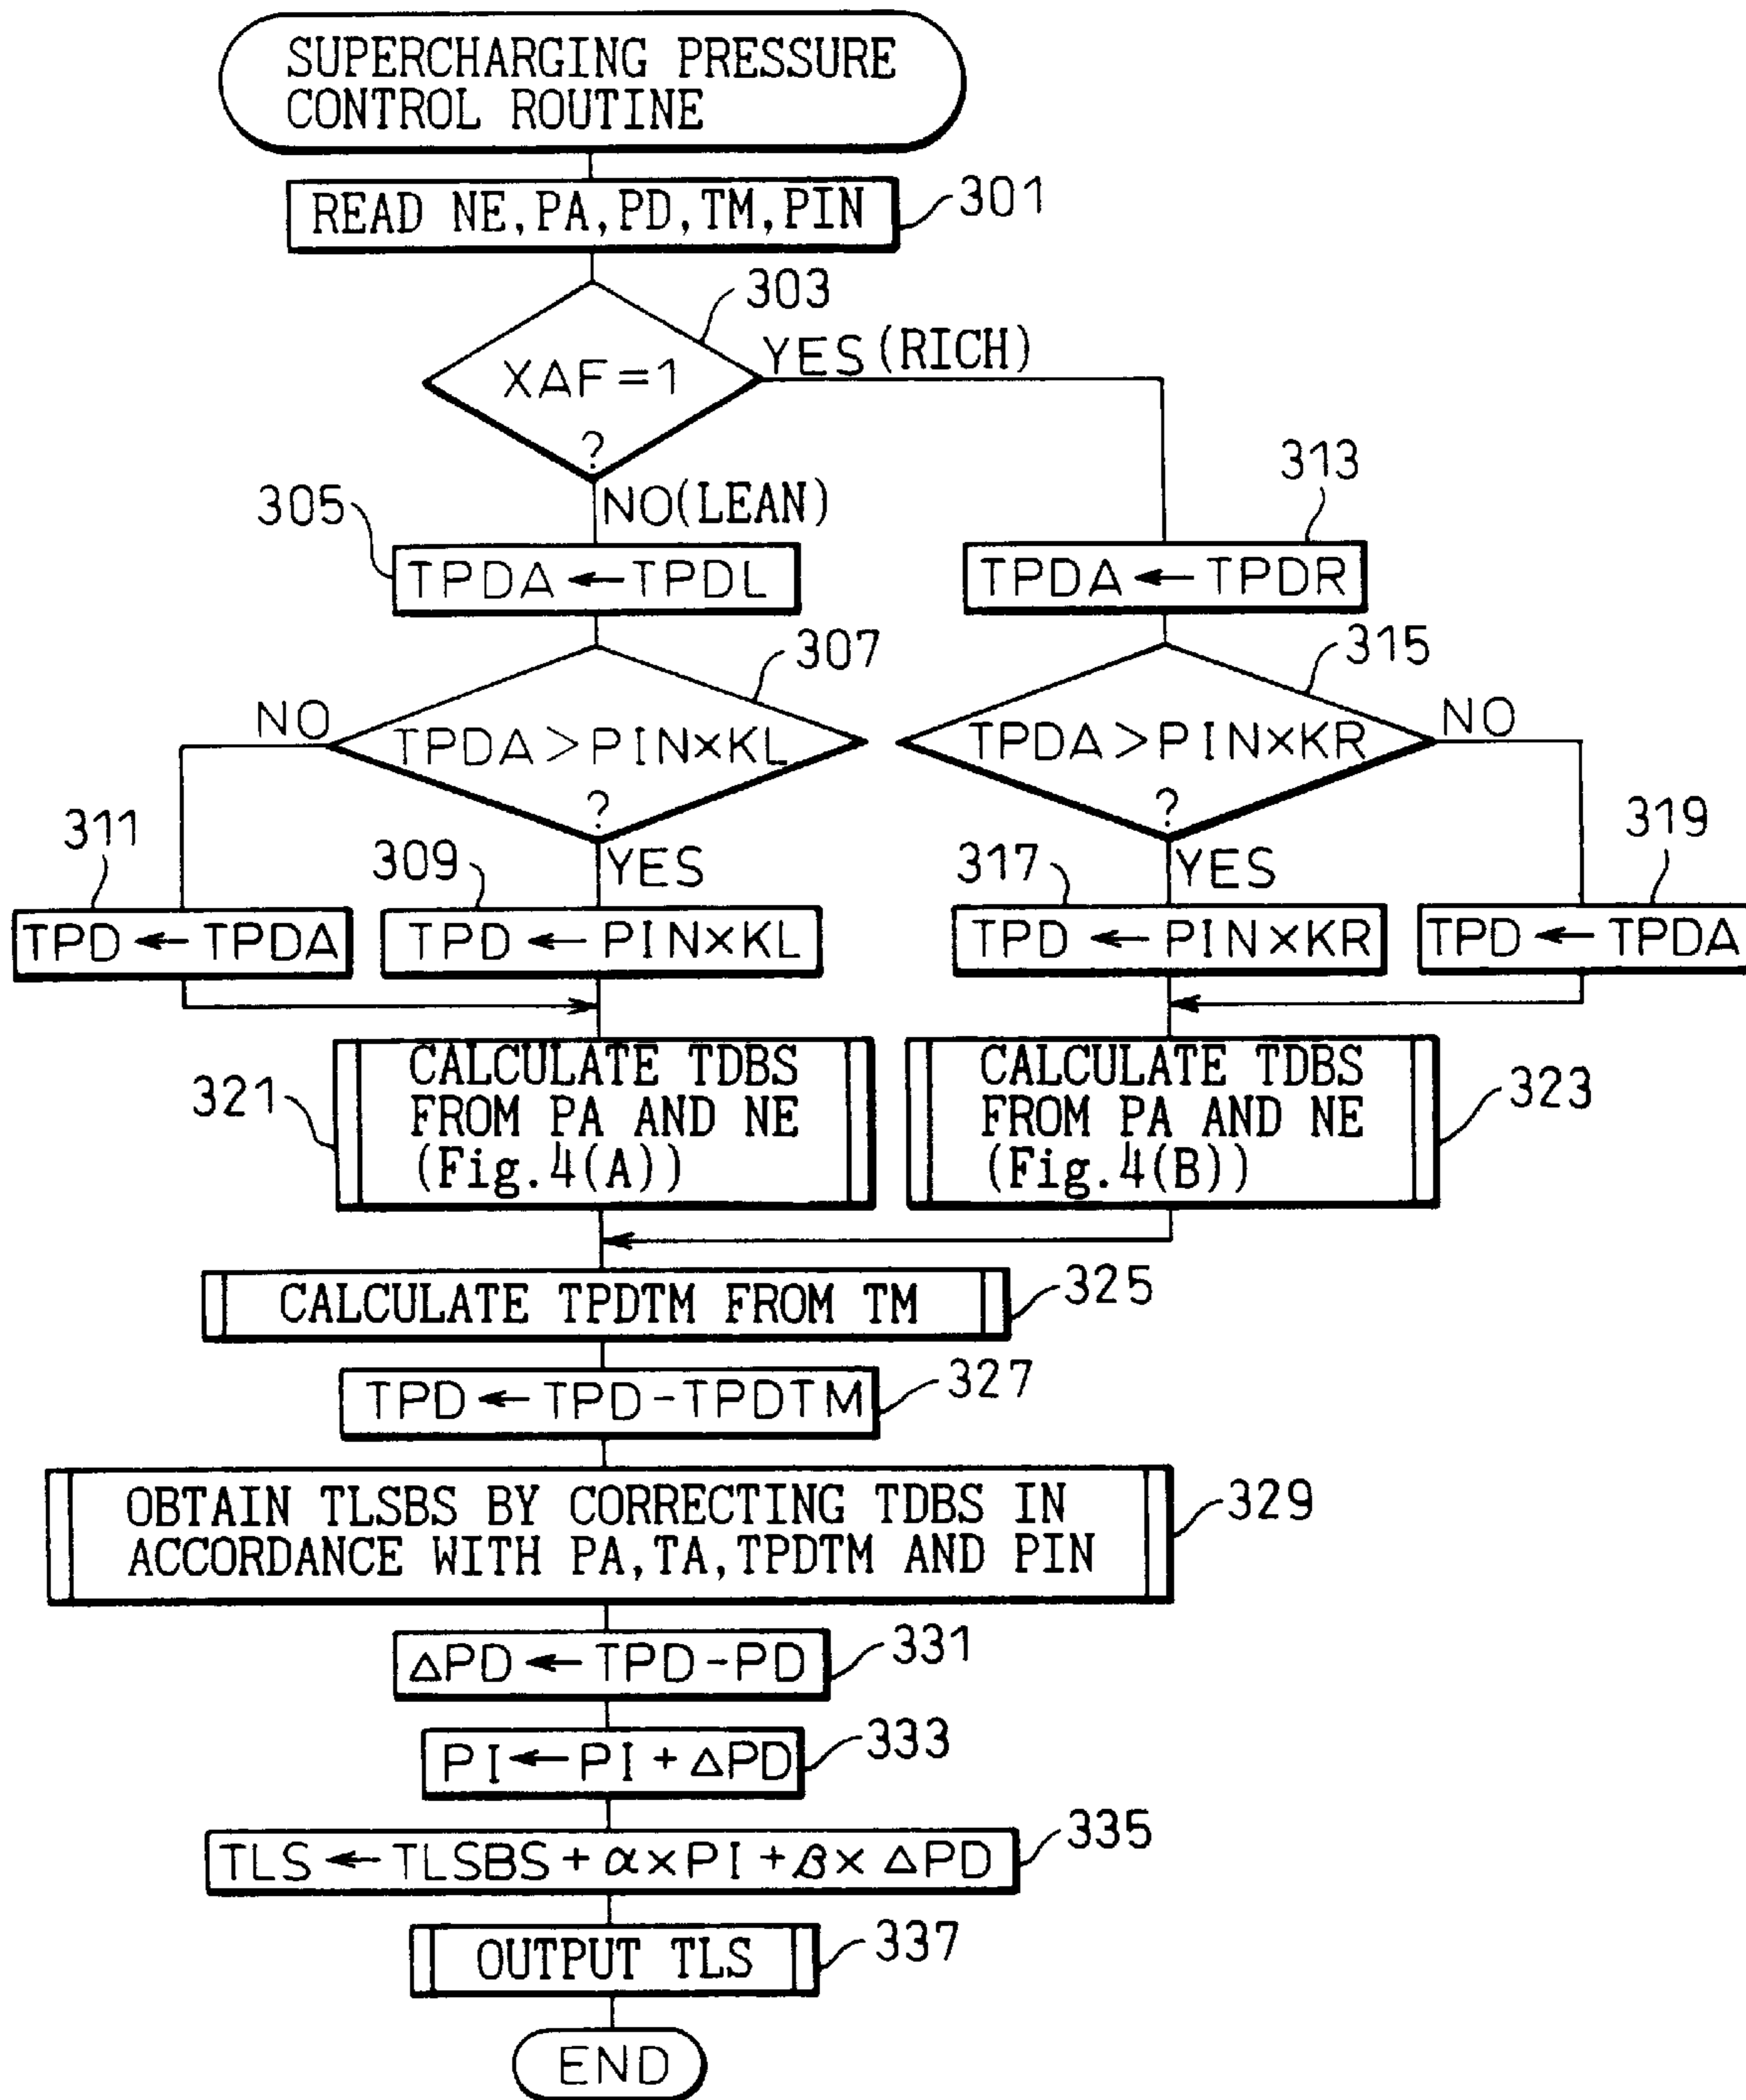 SUPERCHARGING PRESSURE
CONTROL ROUTINE
READ NE,PA,PD,TM,PIN
301
303
XAF=1
?
YES(RICH)
NO(LEAN)
305
TPDA ← TPDL
313
TPDA ← TPDR
307
TPDA>PIN×KL
?
NO
YES
315
TPDA>PIN×KR
?
NO
YES
311
TPD ← TPDA
309
TPD ← PIN×KL
317
TPD ← PIN×KR
319
TPD ← TPDA
321
CALCULATE TDBS
FROM PA AND NE
(Fig.4(A))
CALCULATE TDBS
FROM PA AND NE
(Fig.4(B))
323
CALCULATE TPDTM FROM TM
325
TPD ← TPD-TPDTM
327
OBTAIN TLSBS BY CORRECTING TDBS IN
ACCORDANCE WITH PA,TA,TPDTM AND PIN
329
△PD ← TPD-PD
331
PI ← PI + △PD
333
TLS ← TLSBS + α×PI + β× △PD
335
OUTPUT TLS
337
END